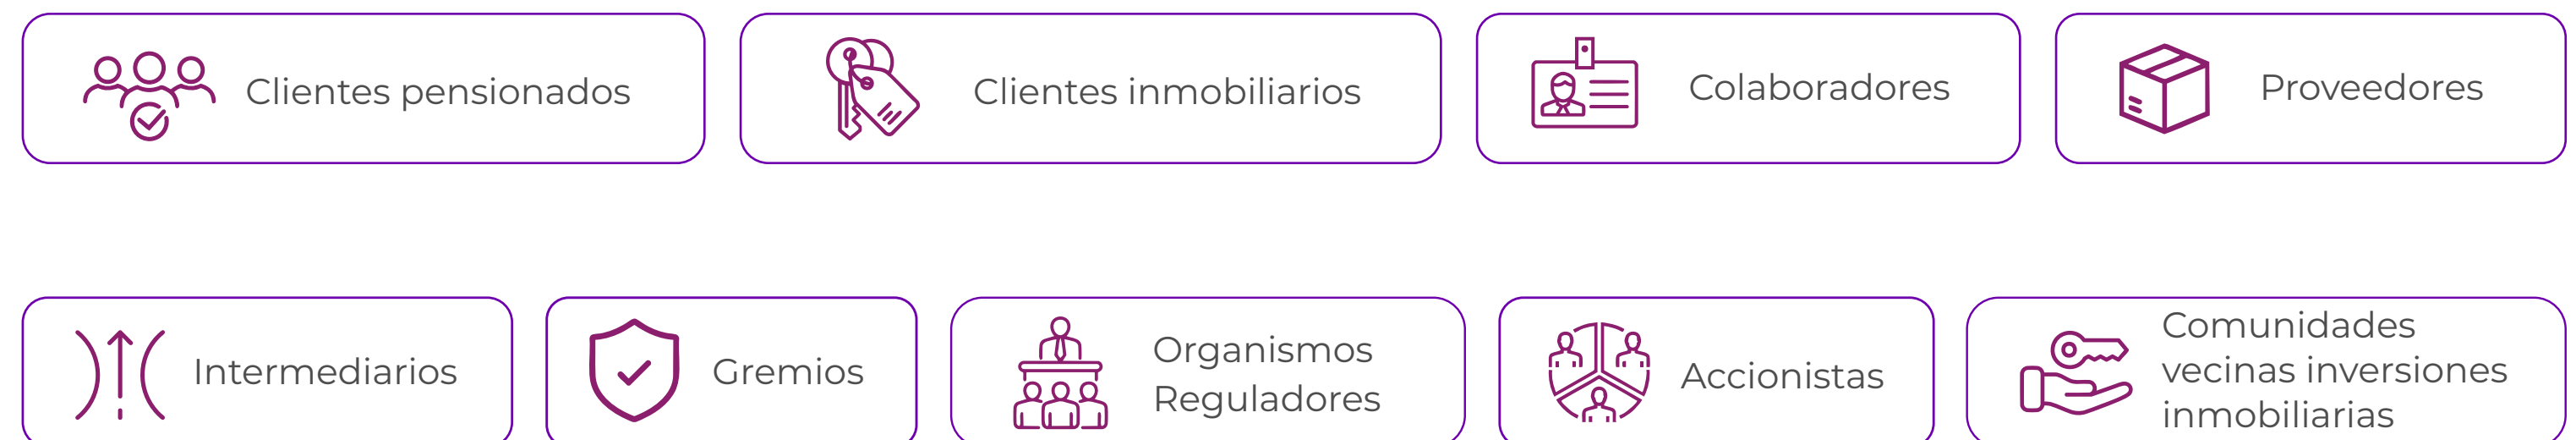 Clientes pensionados
Clientes inmobiliarios
Colaboradores
Proveedores
Intermediarios
Gremios
Organismos
Reguladores
Accionistas
Comunidades
vecinas inversiones
inmobiliarias